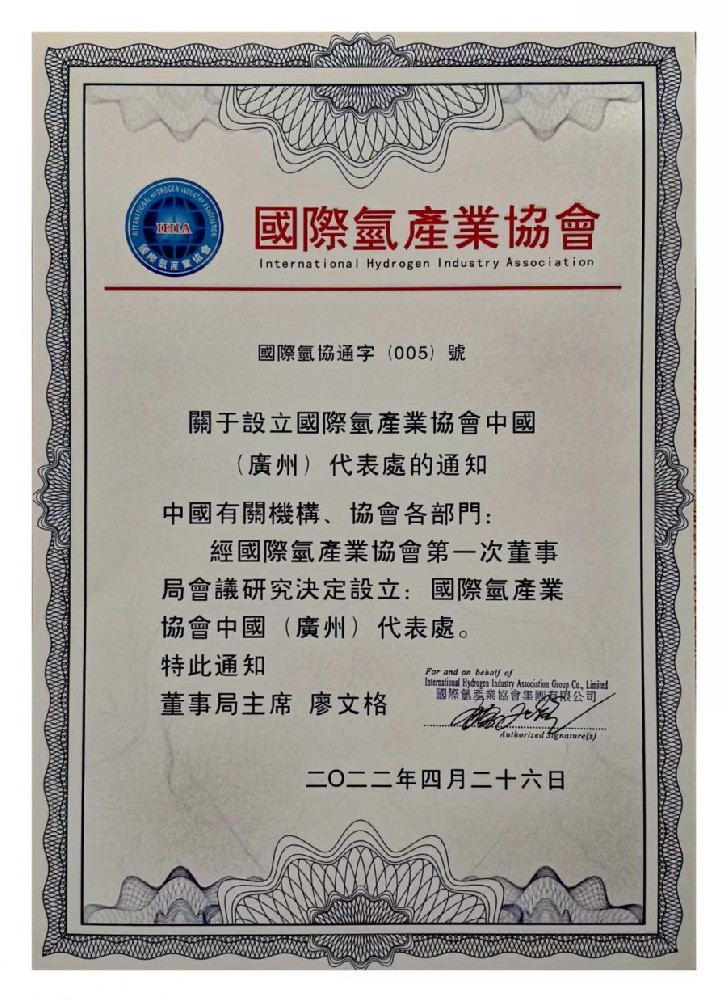 INTERNATIONAL HYDROGEN INDUSTRY ASSOCIATION
IHIA
國際氫產業協會
國際氫產業協會
International Hydrogen Industry Association
國際氫協通字（005）號
關于設立國際氫產業協會中國
（廣州）代表處的通知
中國有關機構、協會各部門：
經國際氫產業協會第一次董事
局會議研究決定設立：國際氫產業
協會中國（廣州）代表處。
特此通知
董事局主席 廖文格
For and on behalf of
International Hydrogen Industry Association Group Co., Limited
國際氫產業協會集團有限公司
Authorized Signature(s)
二〇二二年四月二十六日